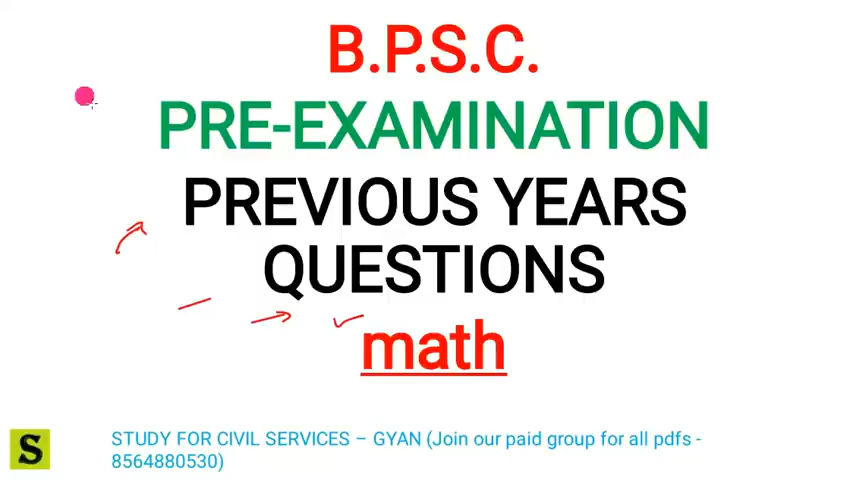 B.P.S.C.
PRE-EXAMINATION
PREVIOUS YEARS
QUESTIONS
math
S
STUDY FOR CIVIL SERVICES – GYAN (Join our paid group for all pdfs -
8564880530)